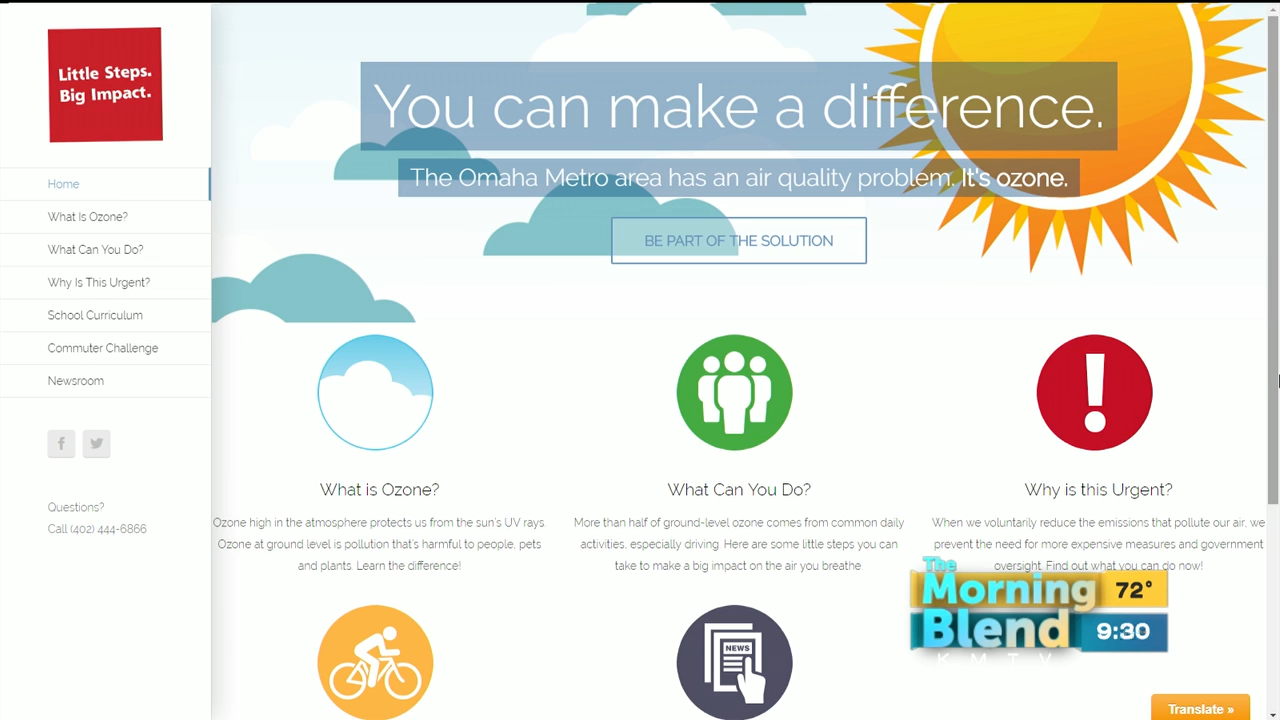 Little Steps.
Big Impact.
Home
What Is Ozone?
What Can You Do?
Why Is This Urgent?
School Curriculum
Commuter Challenge
Newsroom
Questions?
Call (402) 444-6866
You can make a difference.
The Omaha Metro area has an air quality problem. It's ozone.
BE PART OF THE SOLUTION
What is Ozone?
Ozone high in the atmosphere protects us from the sun's UV rays.
Ozone at ground level is pollution that's harmful to people, pets
and plants. Learn the difference!
What Can You Do?
More than half of ground-level ozone comes from common daily
activities, especially driving. Here are some little steps you can
take to make a big impact on the air you breathe.
Why is this Urgent?
When we voluntarily reduce the emissions that pollute our air, we
prevent the need for more expensive measures and government
oversight. Find out what you can do now!
NEWS
The
Morning
Blend
72°
9:30
KMTV
Translate »